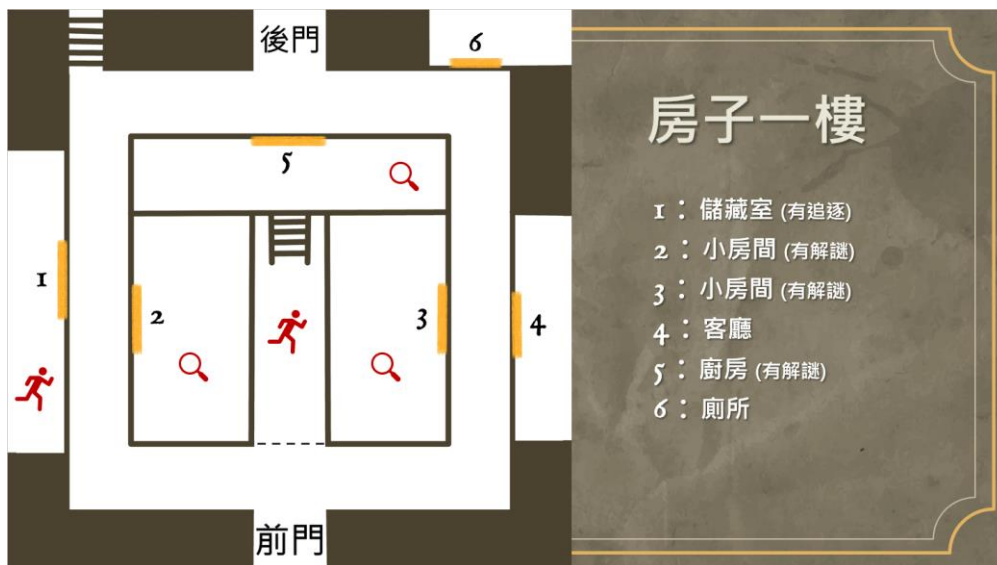 後門
6
5
1
2
3
4
前門
房子一樓
1：儲藏室 (有追逐)
2：小房間 (有解謎)
3：小房間 (有解謎)
4：客廳
5：廚房 (有解謎)
6：廁所